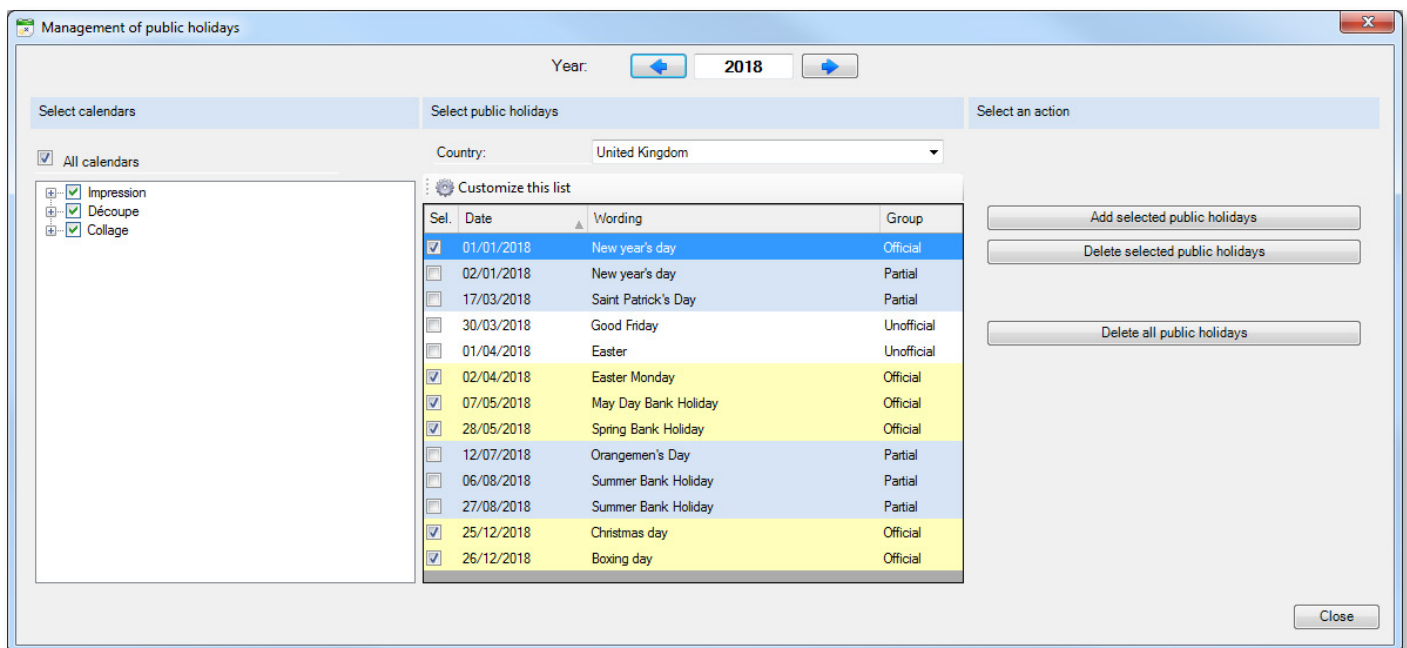 Management of public holidays
Year: 2018
Select calendars
Select public holidays
Select an action
All calendars
Country: United Kingdom
Impression
Découpe
Collage
Customize this list
Sel. Date Wording Group
01/01/2018 New year's day Official
02/01/2018 New year's day Partial
17/03/2018 Saint Patrick's Day Partial
30/03/2018 Good Friday Unofficial
01/04/2018 Easter Unofficial
02/04/2018 Easter Monday Official
07/05/2018 May Day Bank Holiday Official
28/05/2018 Spring Bank Holiday Official
12/07/2018 Orangemen's Day Partial
06/08/2018 Summer Bank Holiday Partial
27/08/2018 Summer Bank Holiday Partial
25/12/2018 Christmas day Official
26/12/2018 Boxing day Official
Add selected public holidays
Delete selected public holidays
Delete all public holidays
Close